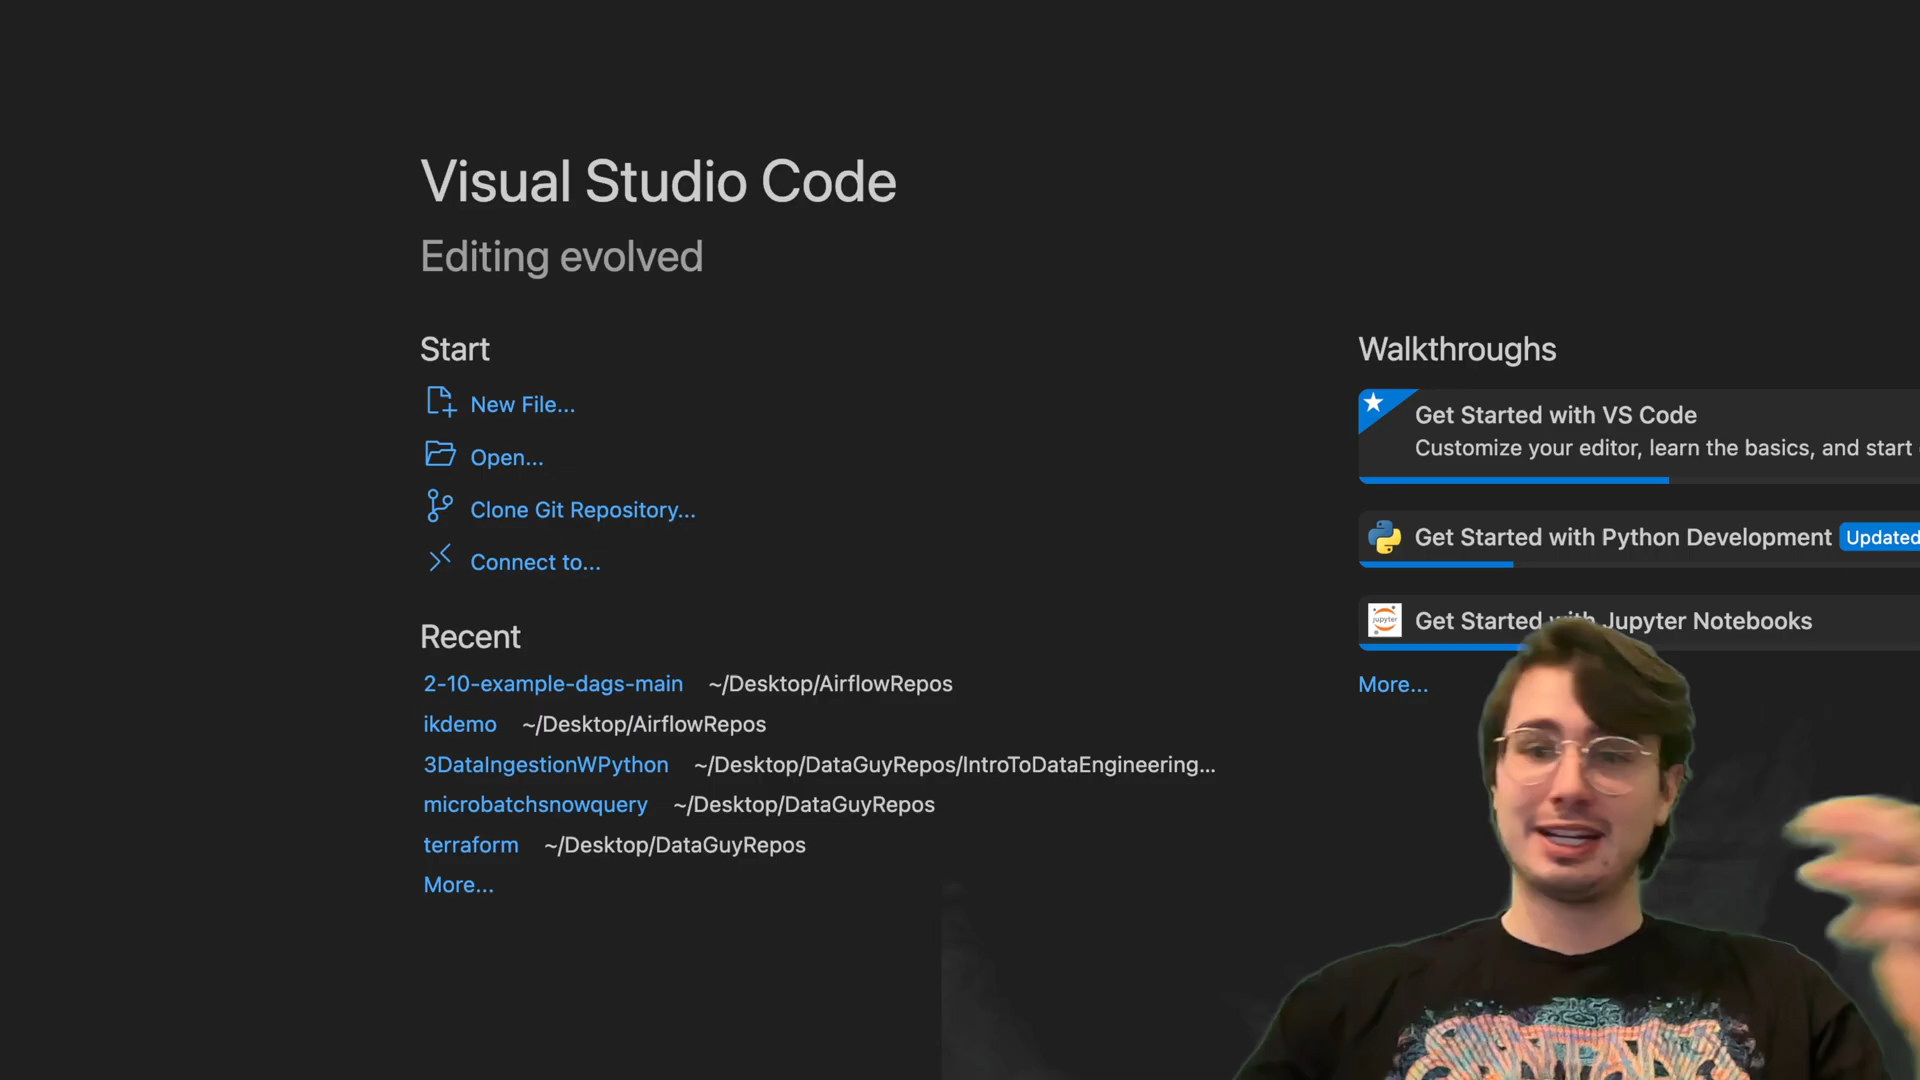 Visual Studio Code
Editing evolved
Start
New File...
Open...
Clone Git Repository...
Connect to...
Recent
2-10-example-dags-main ~/Desktop/AirflowRepos
ikdemo ~/Desktop/AirflowRepos
3DataIngestionWPython ~/Desktop/DataGuyRepos/IntroToDataEngineering...
microbatchsnowquery ~/Desktop/DataGuyRepos
terraform ~/Desktop/DataGuyRepos
More...
Walkthroughs
Get Started with VS Code
Customize your editor, learn the basics, and start
Get Started with Python Development Updated
jupyter Get Started with Jupyter Notebooks
More...